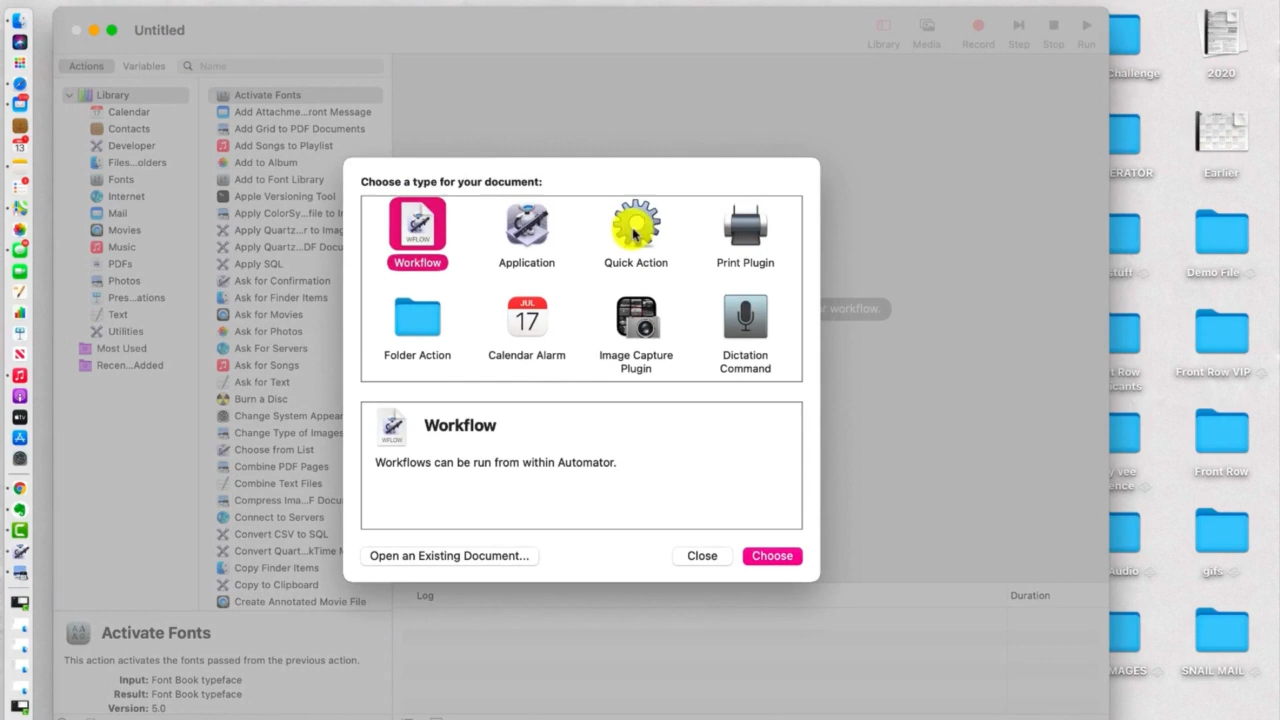 Untitled
Library
Media
Record
Step
Stop
Run
Actions
Variables
Name
Library
Calendar
Contacts
Developer
Files...olders
Fonts
Internet
Mail
Movies
Music
PDFs
Photos
Pres...ations
Text
Utilities
Most Used
Recen...Added
Activate Fonts
Add Attachme...ront Message
Add Grid to PDF Documents
Add Songs to Playlist
Add to Album
Add to Font Library
Apple Versioning Tool
Apply ColorSy...file to I
Apply Quartz...r to Imag
Apply Quartz...DF Docu
Apply SQL
Ask for Confirmation
Ask for Finder Items
Ask for Movies
Ask for Photos
Ask For Servers
Ask for Songs
Ask for Text
Burn a Disc
Change System Appear
Change Type of Images
Choose from List
Combine PDF Pages
Combine Text Files
Compress Ima...F Docu
Connect to Servers
Convert CSV to SQL
Convert Quart...kTime M
Copy Finder Items
Copy to Clipboard
Create Annotated Movie File
Activate Fonts
This action activates the fonts passed from the previous action.
Input: Font Book typeface
Result: Font Book typeface
Version: 5.0
Choose a type for your document:
WFLOW
Workflow
Application
Quick Action
Print Plugin
Folder Action
JUL
17
Calendar Alarm
Image Capture
Plugin
Dictation
Command
WFLOW
Workflow
Workflows can be run from within Automator.
Open an Existing Document...
Close
Choose
r workflow.
Log
Duration
13
Challenge
2020
ERATOR
Earlier
Demo File
Front Row VIP
Front Row
Audio
gifs
MAGES
SNAIL MAIL